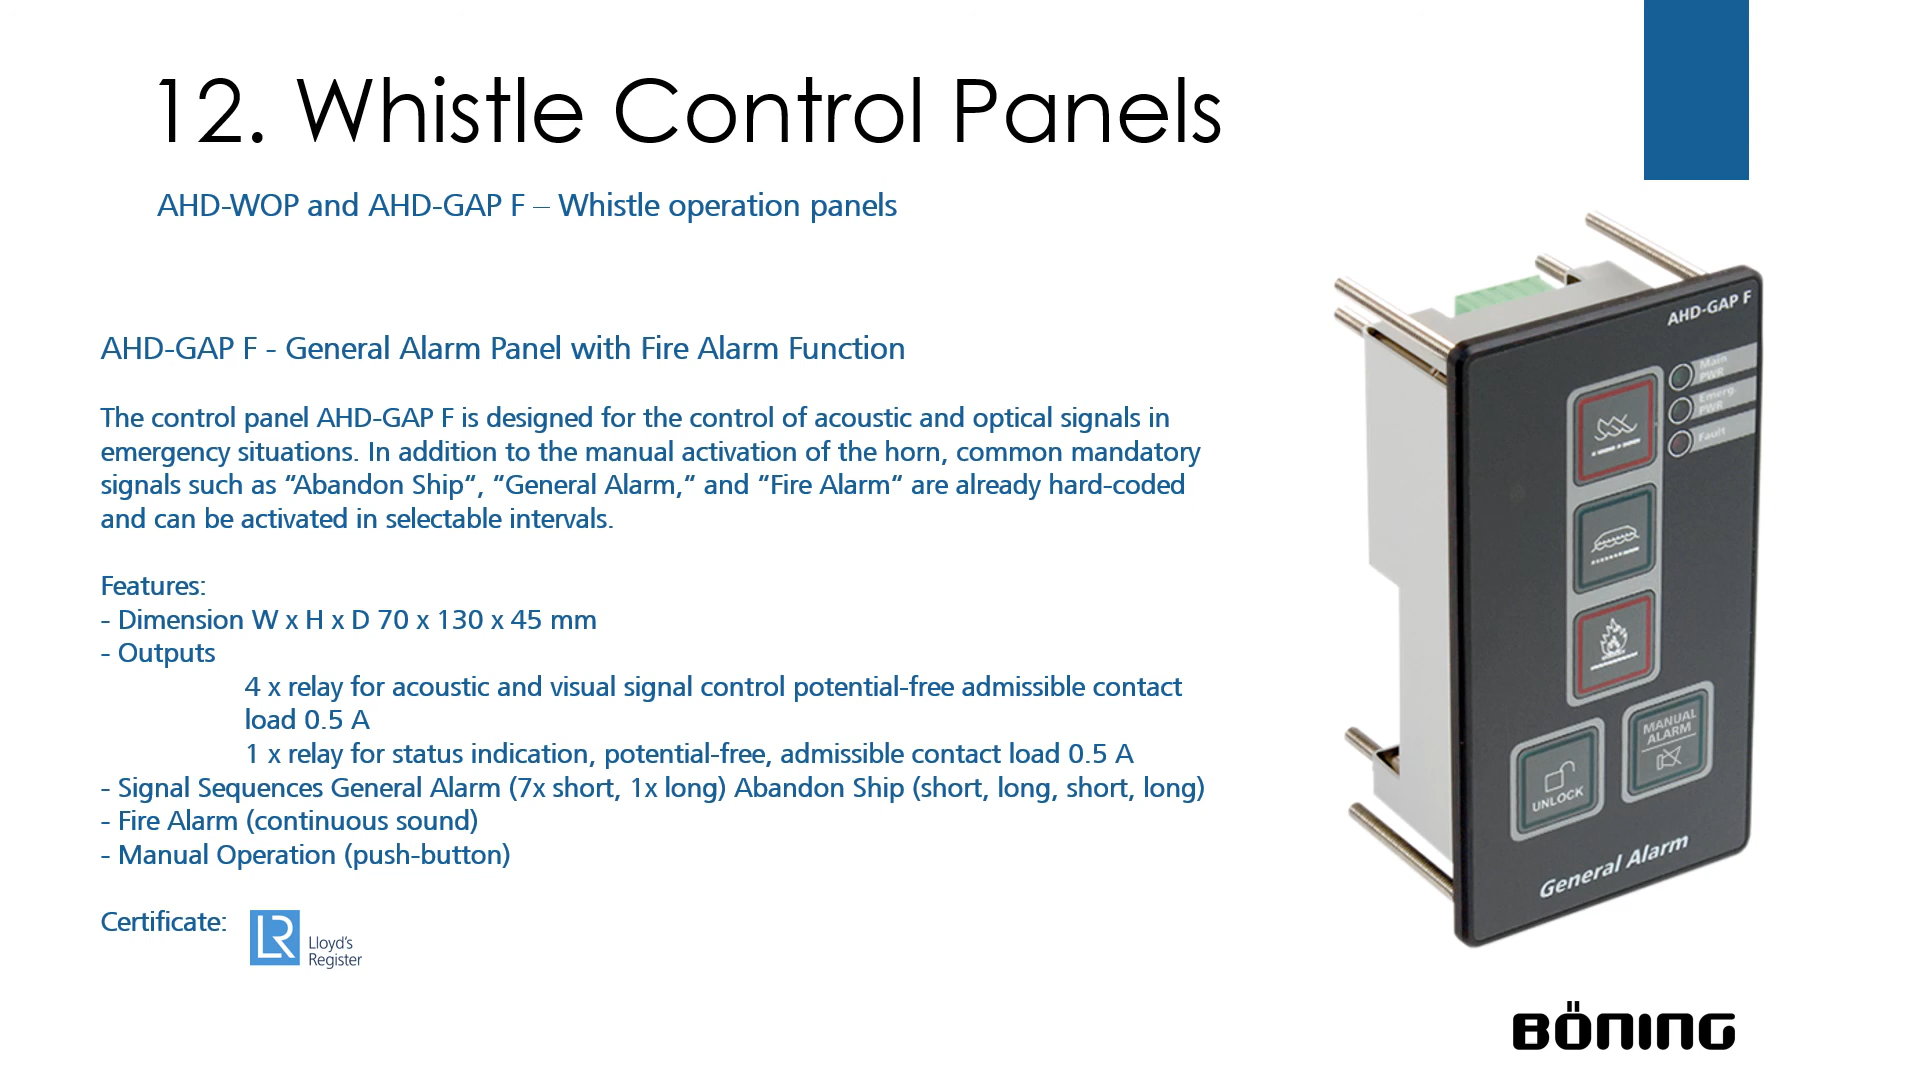 12. Whistle Control Panels
AHD-WOP and AHD-GAP F – Whistle operation panels
AHD-GAP F - General Alarm Panel with Fire Alarm Function
The control panel AHD-GAP F is designed for the control of acoustic and optical signals in
emergency situations. In addition to the manual activation of the horn, common mandatory
signals such as “Abandon Ship“, “General Alarm,“ and “Fire Alarm“ are already hard-coded
and can be activated in selectable intervals.
Features:
- Dimension W x H x D 70 x 130 x 45 mm
- Outputs
4 x relay for acoustic and visual signal control potential-free admissible contact
load 0.5 A
1 x relay for status indication, potential-free, admissible contact load 0.5 A
- Signal Sequences General Alarm (7x short, 1x long) Abandon Ship (short, long, short, long)
- Fire Alarm (continuous sound)
- Manual Operation (push-button)
Certificate:
LR
Lloyd's
Register
AHD-GAP F
Main
PWR
Emerg.
PWR
Fault
MANUAL
ALARM
UNLOCK
General Alarm
BÖNING